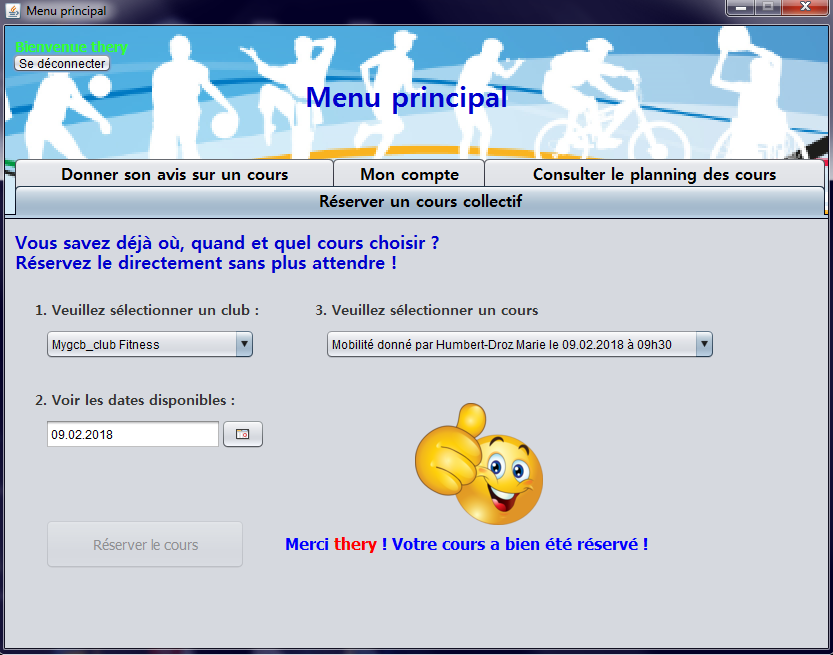 Menu principal
Bienvenue thery
Se déconnecter
Menu principal
Donner son avis sur un cours
Mon compte
Consulter le planning des cours
Réserver un cours collectif
Vous savez déjà où, quand et quel cours choisir ?
Réservez le directement sans plus attendre !
1. Veuillez sélectionner un club :
3. Veuillez sélectionner un cours
Mygcb_club Fitness
Mobilité donné par Humbert-Droz Marie le 09.02.2018 à 09h30
2. Voir les dates disponibles :
09.02.2018
Réserver le cours
Merci thery ! Votre cours a bien été réservé !